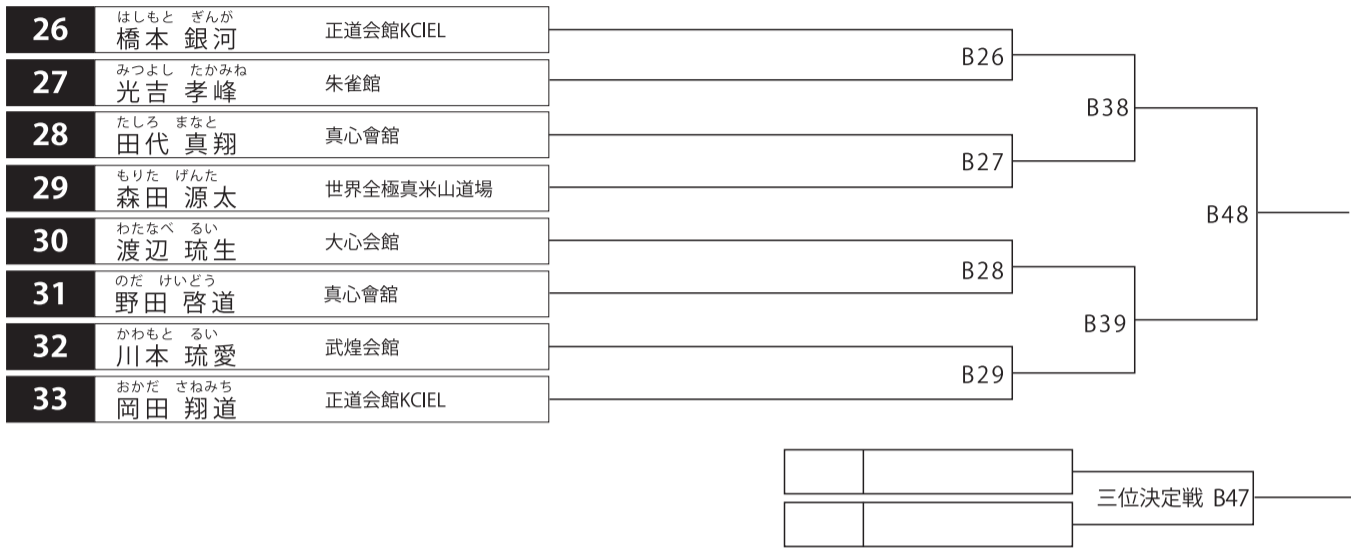 26 はしもと ぎんが
橋本 銀河 正道会館KCIEL
27 みつよし たかみね
光吉 孝峰 朱雀館
28 たしろ まなと
田代 真翔 真心會舘
29 もりた げんた
森田 源太 世界全極真米山道場
30 わたなべ るい
渡辺 琉生 大心会館
31 のだ けいどう
野田 啓道 真心會舘
32 かわもと るい
川本 琉愛 武煌会館
33 おかだ さねみち
岡田 翔道 正道会館KCIEL
B26
B27
B28
B29
B38
B39
B48
三位決定戦 B47